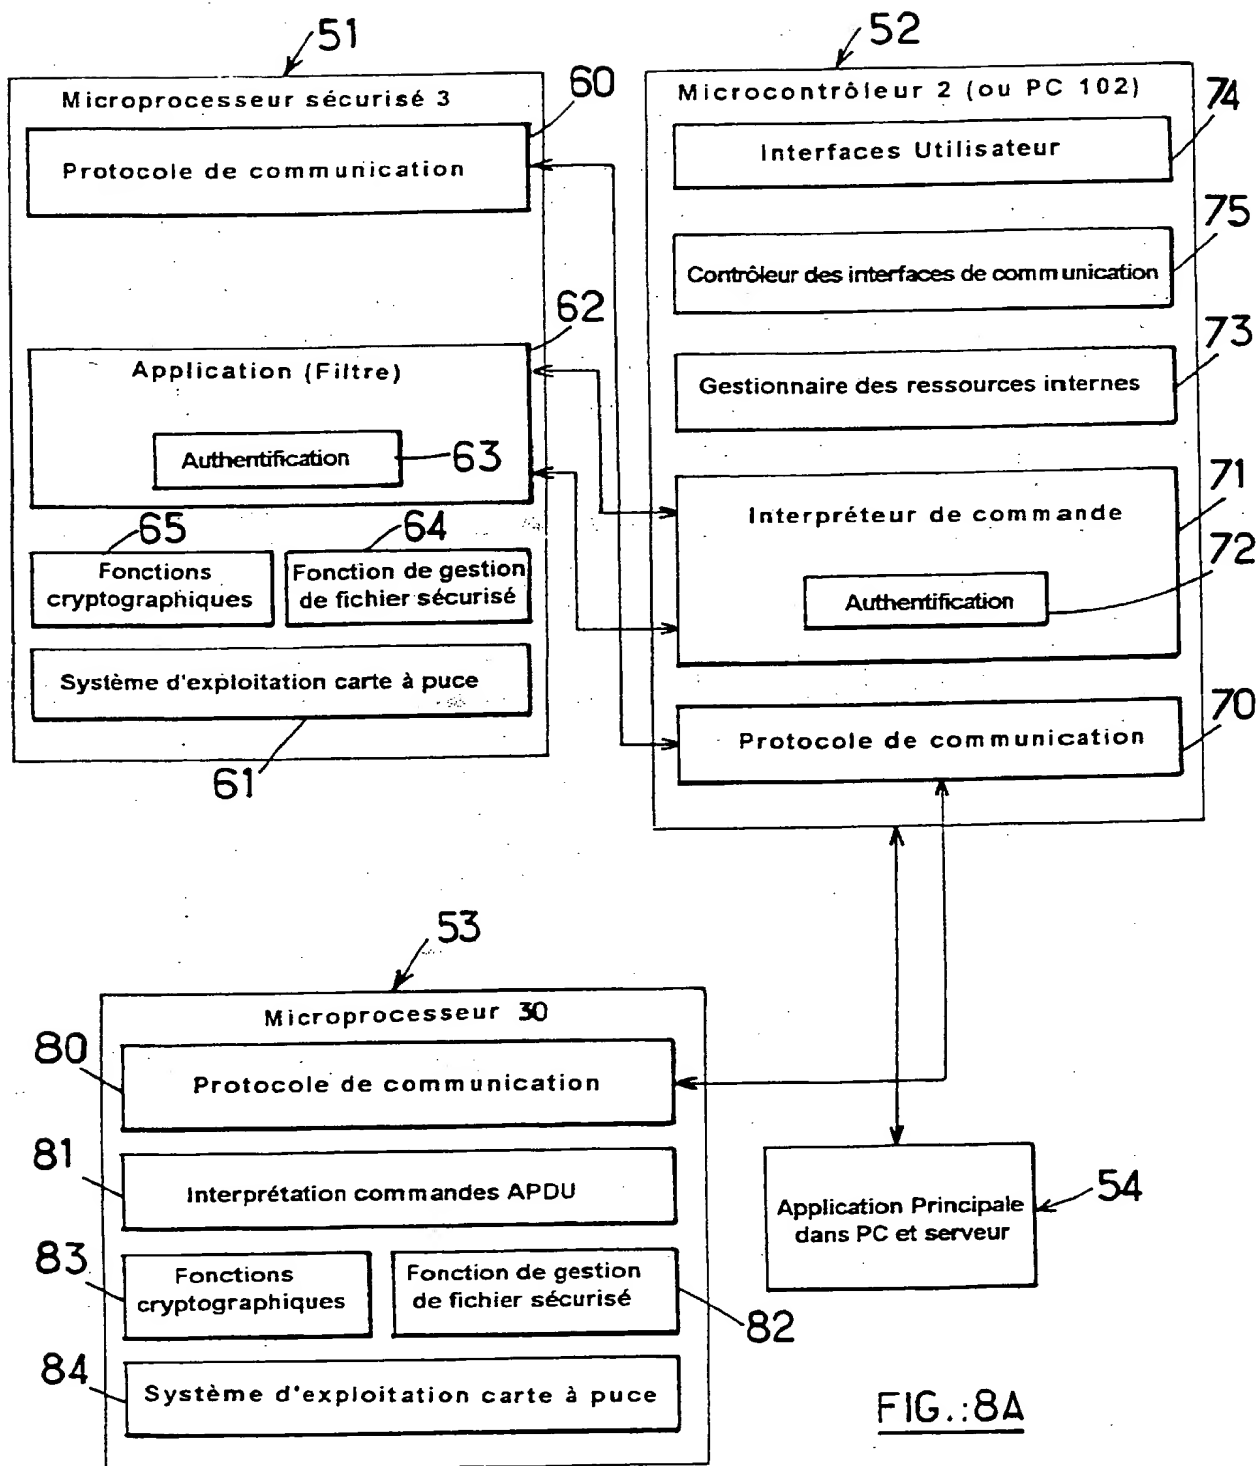 51
Microprocesseur sécurisé 3
60
Protocole de communication
62
Application (Filtre)
Authentification
63
65
64
Fonctions
cryptographiques
Fonction de gestion
de fichier sécurisé
Système d'exploitation carte à puce
61
52
Microcontrôleur 2 (ou PC 102)
74
Interfaces Utilisateur
75
Contrôleur des interfaces de communication
73
Gestionnaire des ressources internes
71
Interpréteur de commande
72
Authentification
70
Protocole de communication
53
Microprocesseur 30
80
Protocole de communication
81
Interprétation commandes APDU
83
Fonctions
cryptographiques
Fonction de gestion
de fichier sécurisé
82
84
Système d'exploitation carte à puce
54
Application Principale
dans PC et serveur
FIG.:8A